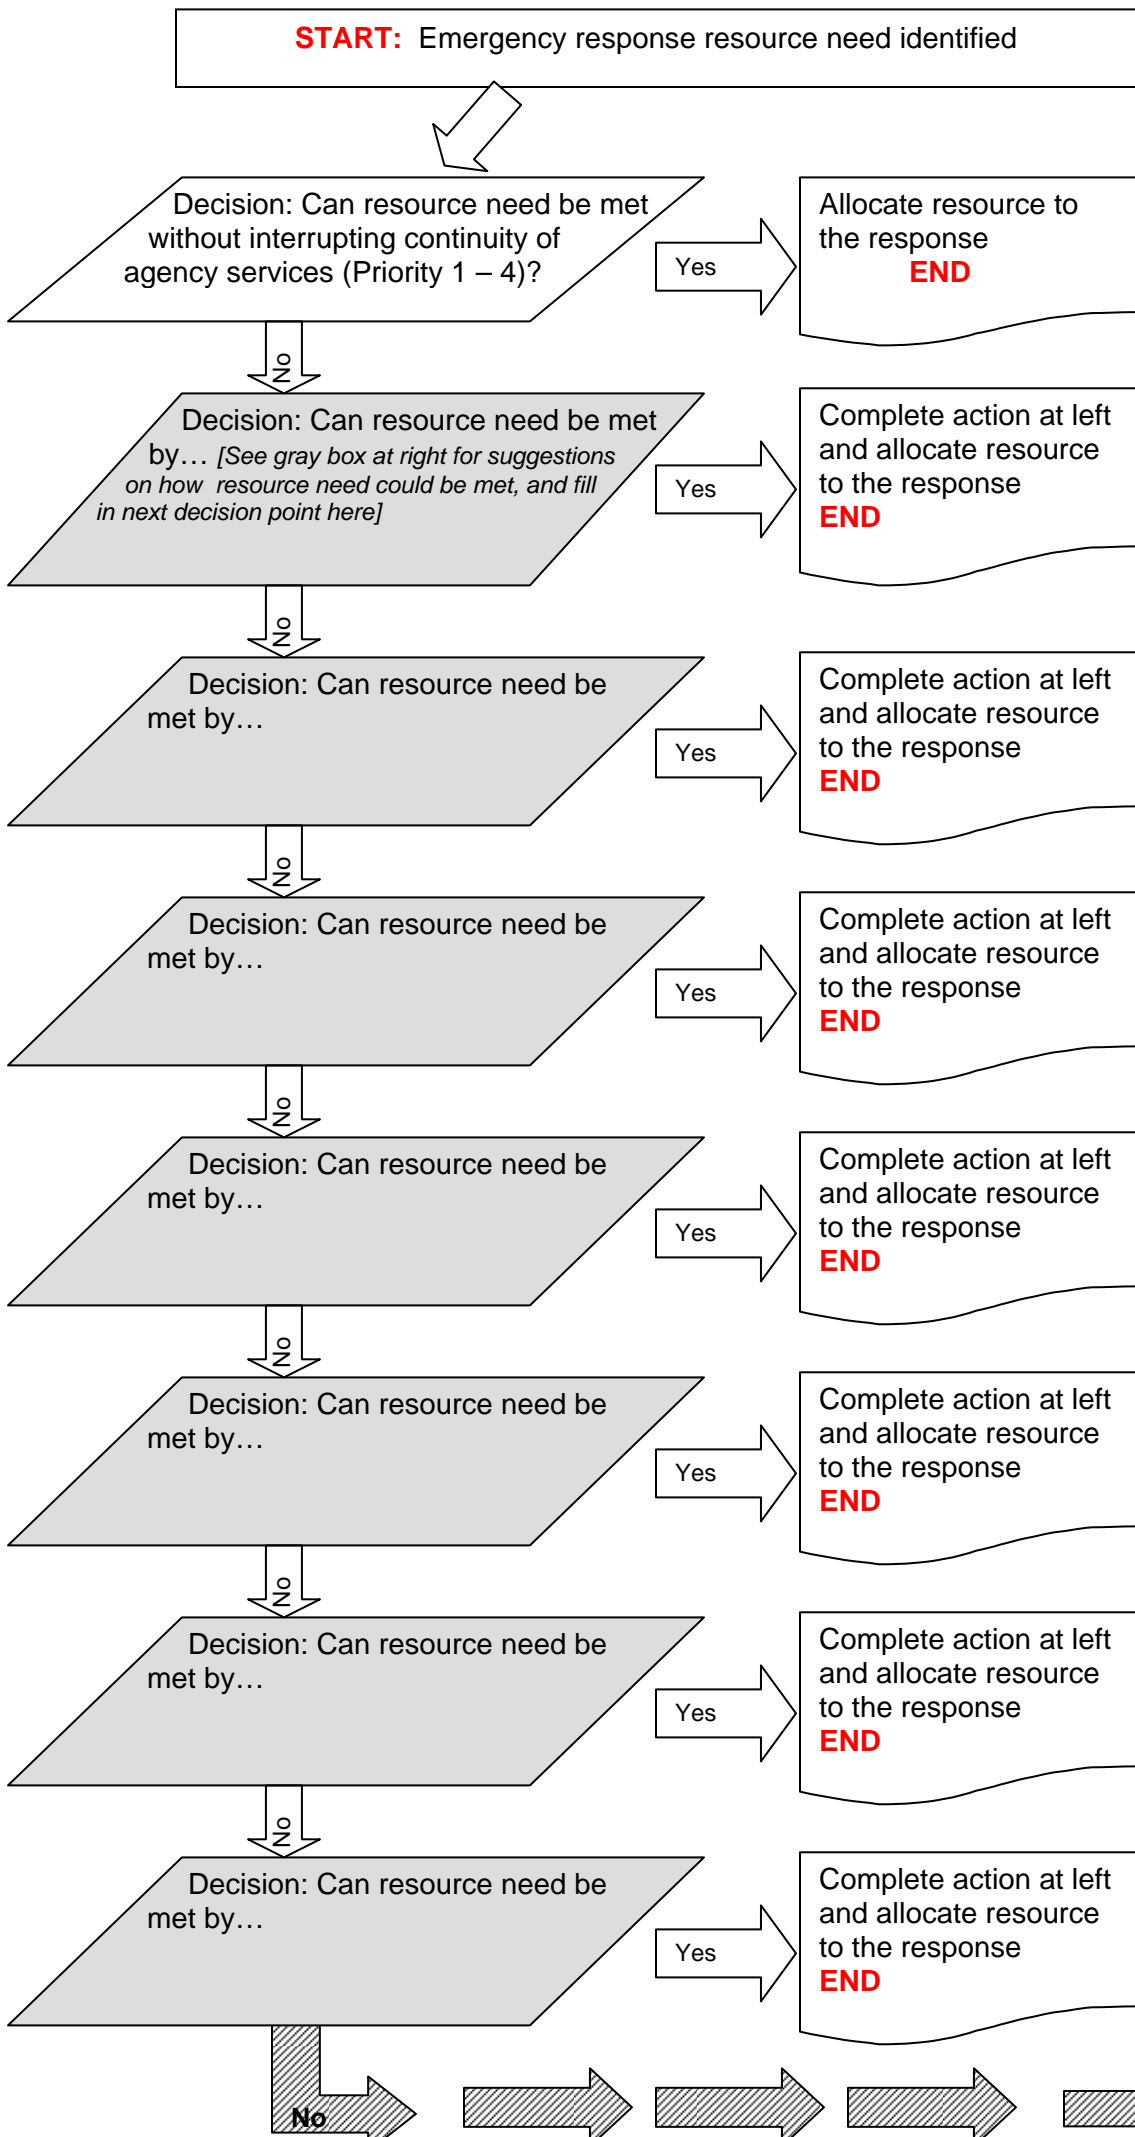 START: Emergency response resource need identified
Decision: Can resource need be met
without interrupting continuity of
agency services (Priority 1 – 4)?
Yes
Allocate resource to
the response
END
No
Decision: Can resource need be met
by… [See gray box at right for suggestions
on how resource need could be met, and fill
in next decision point here]
Yes
Complete action at left
and allocate resource
to the response
END
No
Decision: Can resource need be
met by…
Yes
Complete action at left
and allocate resource
to the response
END
No
Decision: Can resource need be
met by…
Yes
Complete action at left
and allocate resource
to the response
END
No
Decision: Can resource need be
met by…
Yes
Complete action at left
and allocate resource
to the response
END
No
Decision: Can resource need be
met by…
Yes
Complete action at left
and allocate resource
to the response
END
No
Decision: Can resource need be
met by…
Yes
Complete action at left
and allocate resource
to the response
END
No
Decision: Can resource need be
met by…
Yes
Complete action at left
and allocate resource
to the response
END
No